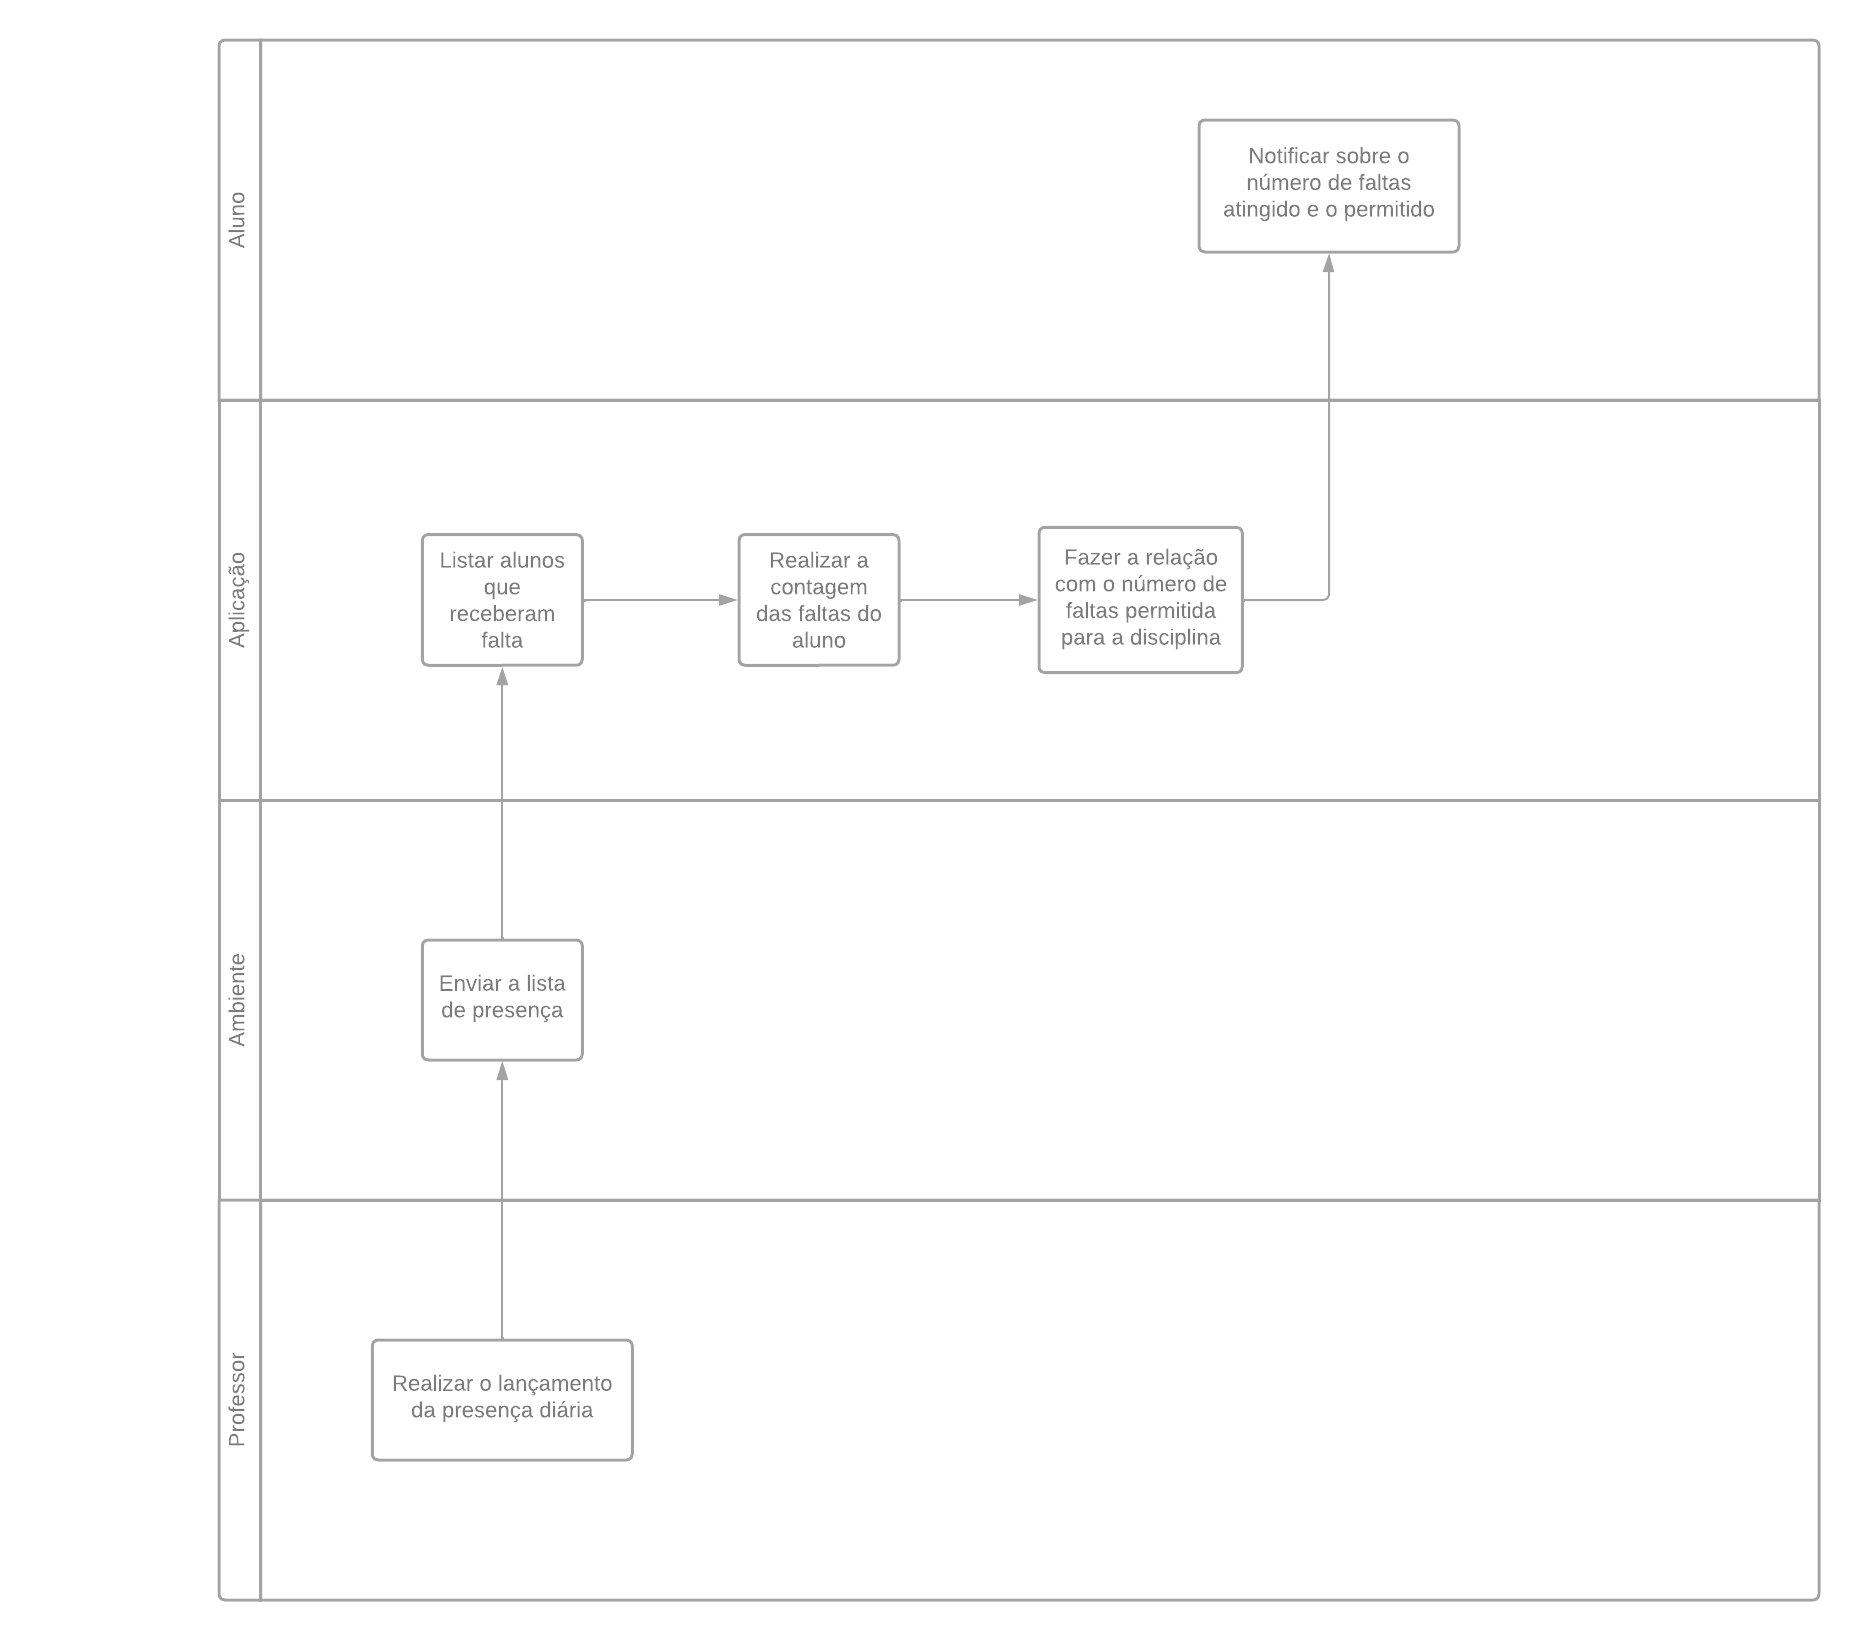 Aluno
Notificar sobre o
número de faltas
atingido e o permitido
Aplicação
Listar alunos
que
receberam
falta
Realizar a
contagem
das faltas do
aluno
Fazer a relação
com o número de
faltas permitida
para a disciplina
Ambiente
Enviar a lista
de presença
Professor
Realizar o lançamento
da presença diária